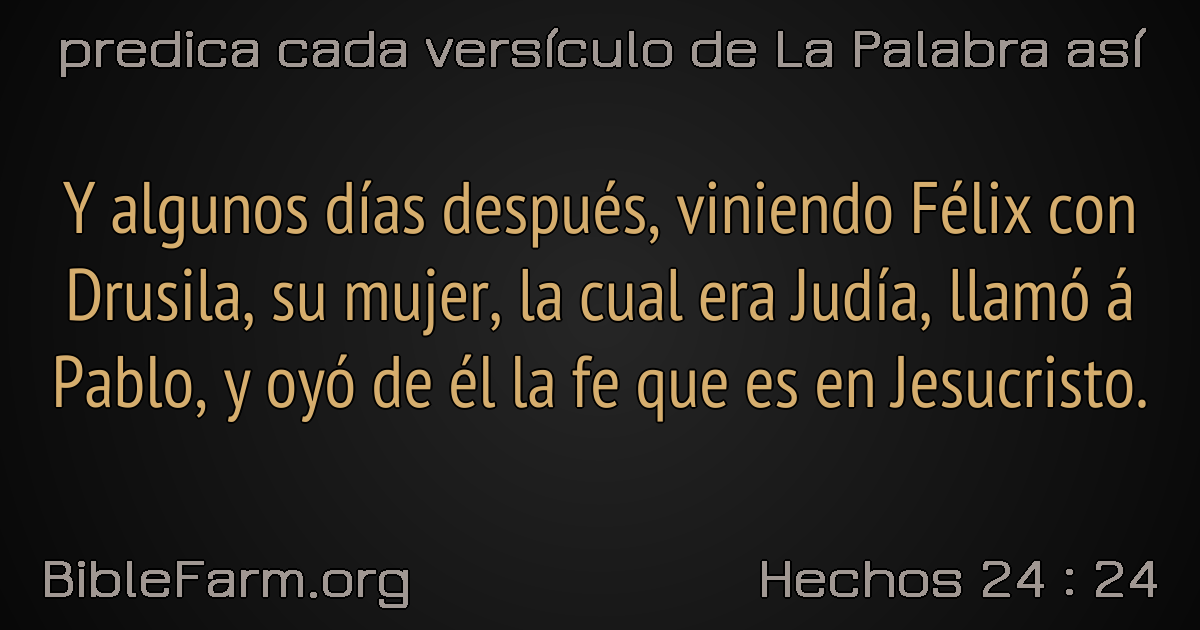 predica cada versículo de La Palabra así
Y algunos días después, viniendo Félix con
Drusila, su mujer, la cual era Judía, llamó á
Pablo, y oyó de él la fe que es en Jesucristo.
BibleFarm.org
Hechos 24 : 24